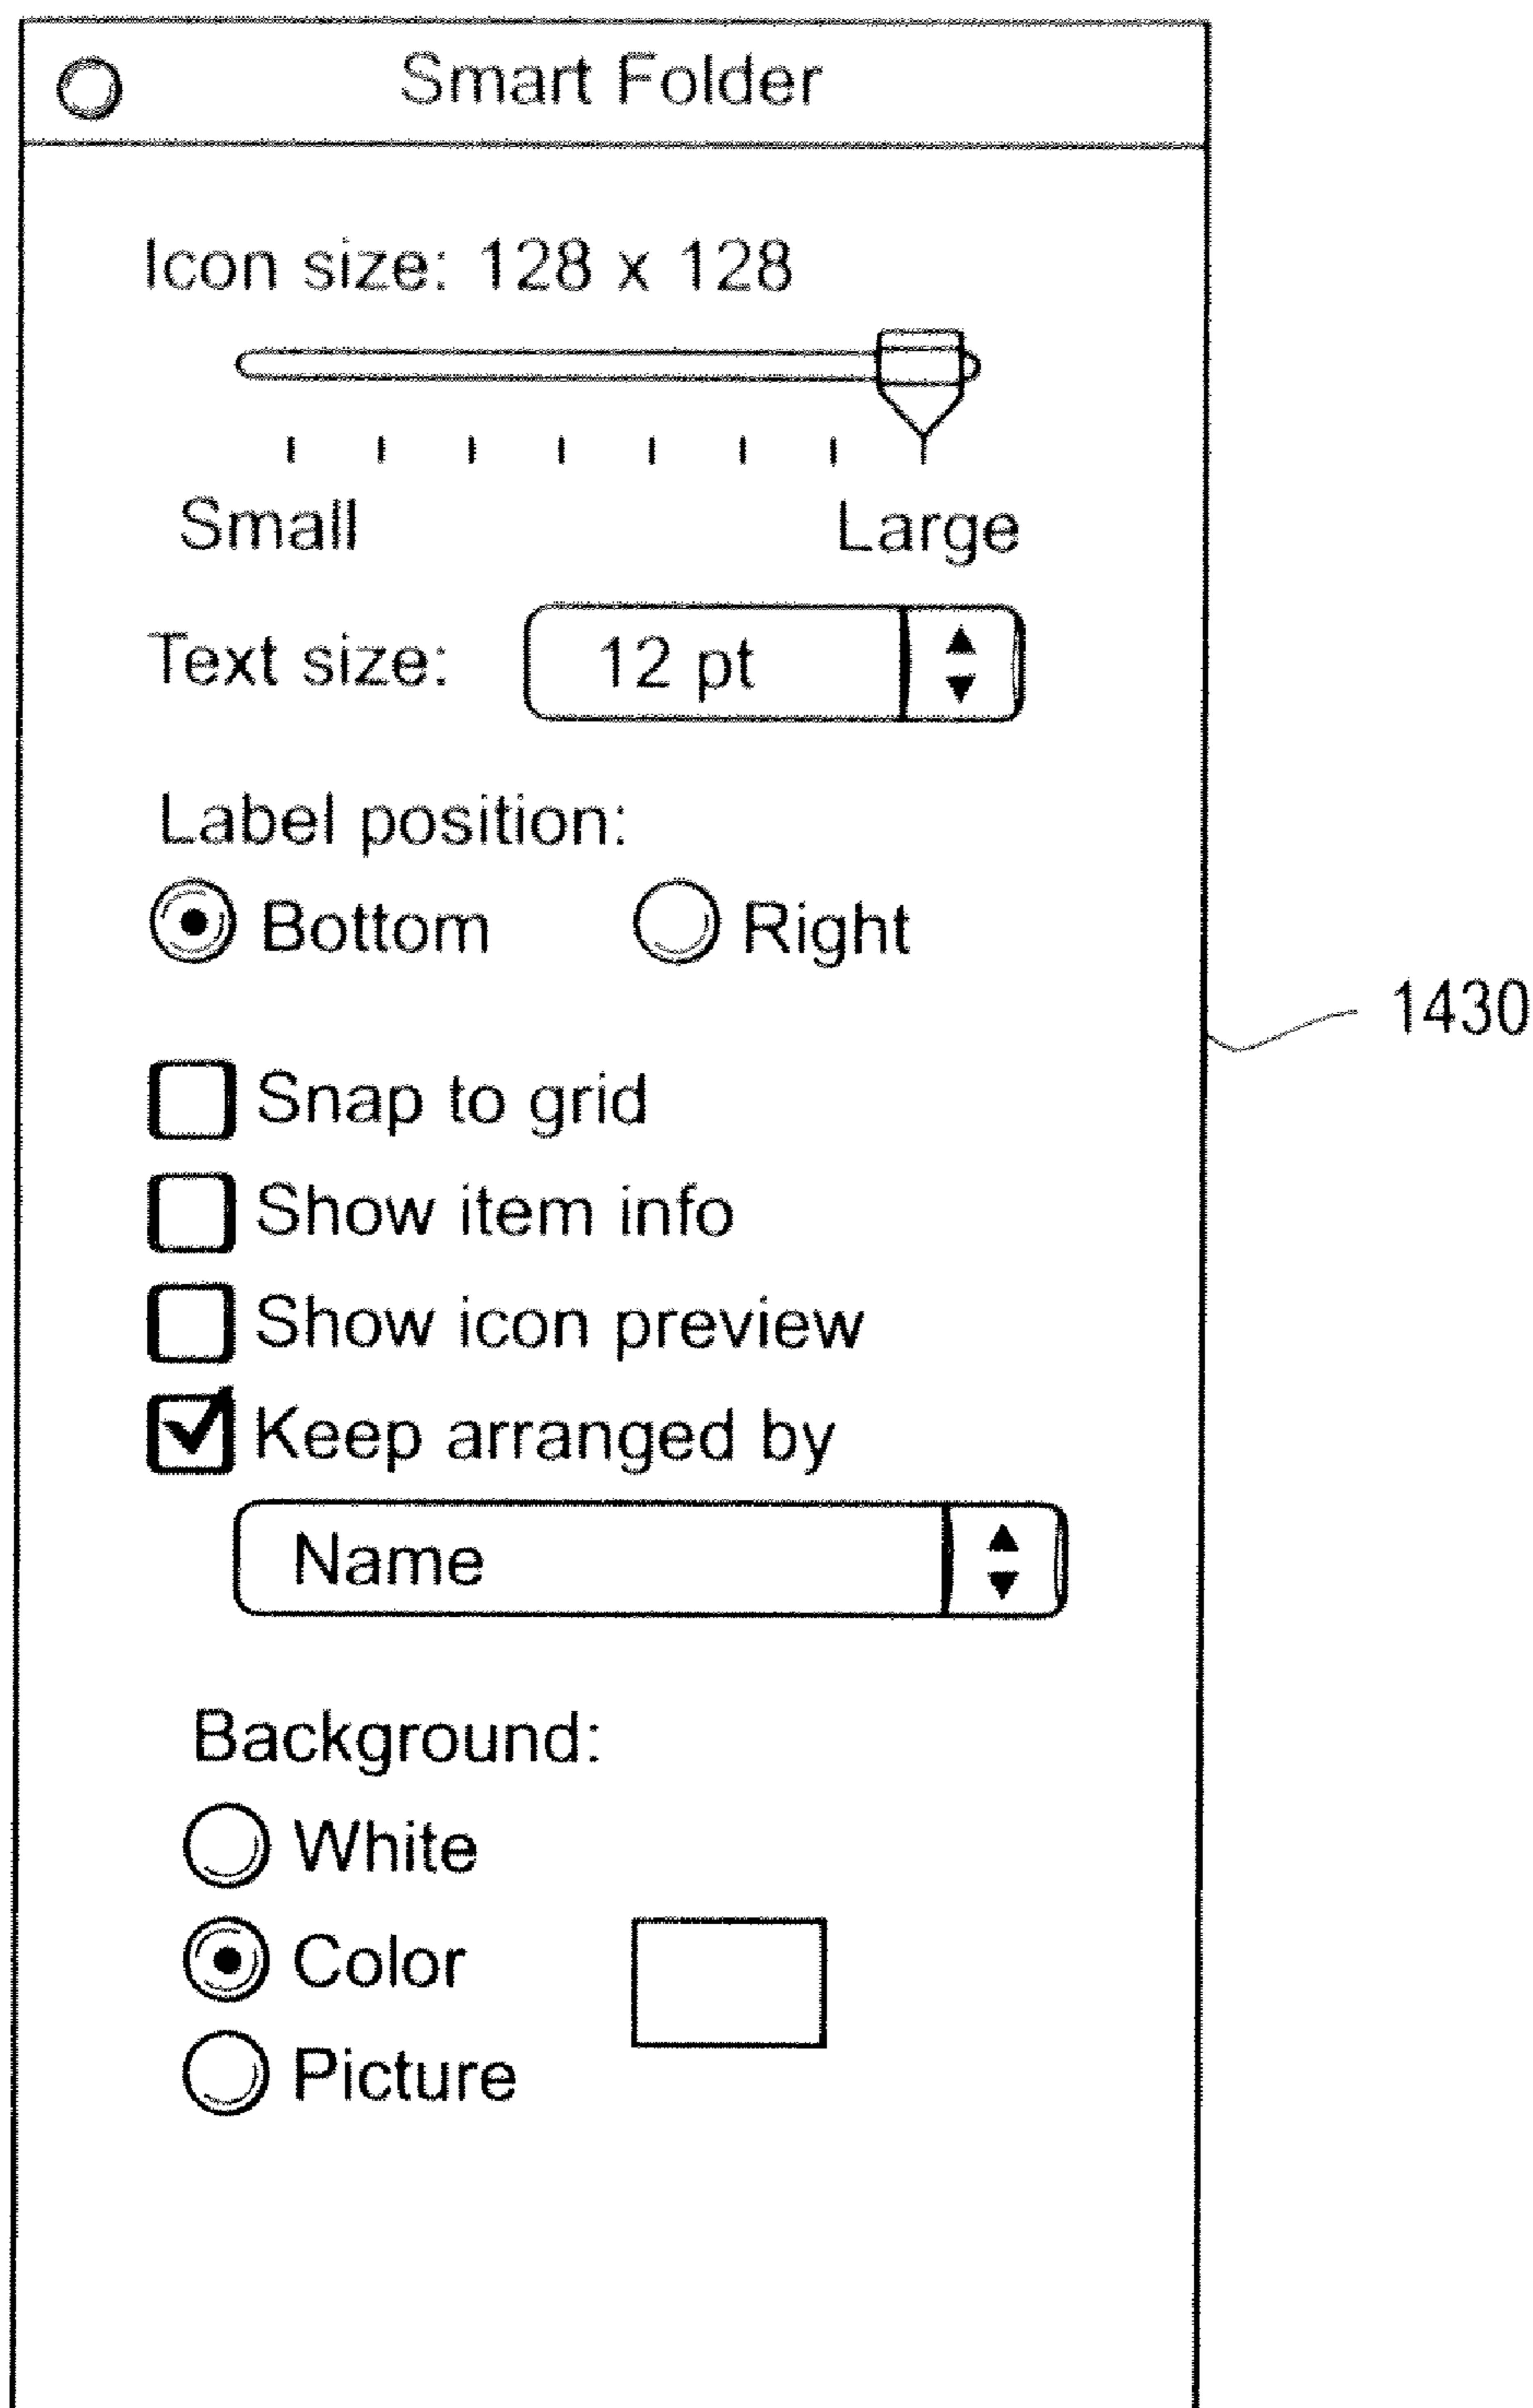 Smart Folder
Icon size: 128 x 128
Small Large
Text size: 12 pt
Label position:
Bottom Right
1430
Snap to grid
Show item info
Show icon preview
Keep arranged by
Name
Background:
White
Color
Picture